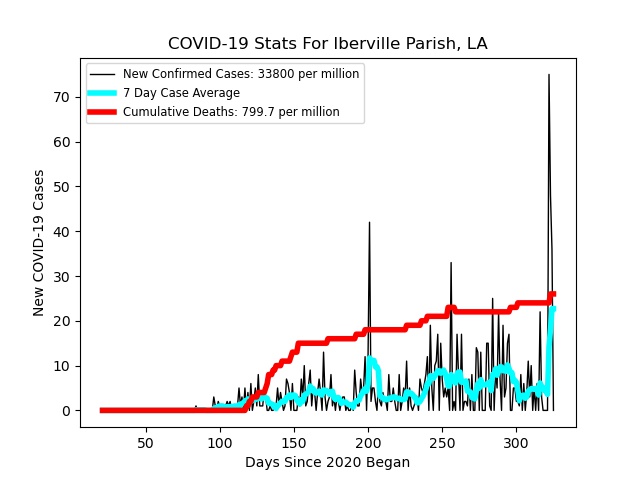 COVID-19 Stats For Iberville Parish, LA
New Confirmed Cases: 33800 per million
7 Day Case Average
Cumulative Deaths: 799.7 per million
New COVID-19 Cases
70
60
50
40
30
20
10
0
50 100 150 200 250 300
Days Since 2020 Began